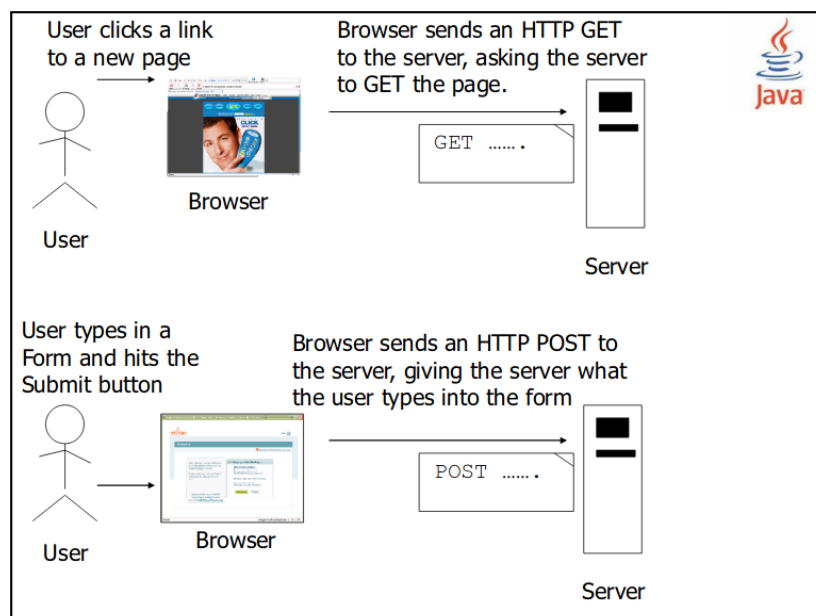 User clicks a link
to a new page
Browser sends an HTTP GET
to the server, asking the server
to GET the page.
Java
CLICK
GET …… .
Browser
User
Server
User types in a
Form and hits the
Submit button
Browser sends an HTTP POST to
the server, giving the server what
the user types into the form
POST …… .
Browser
User
Server